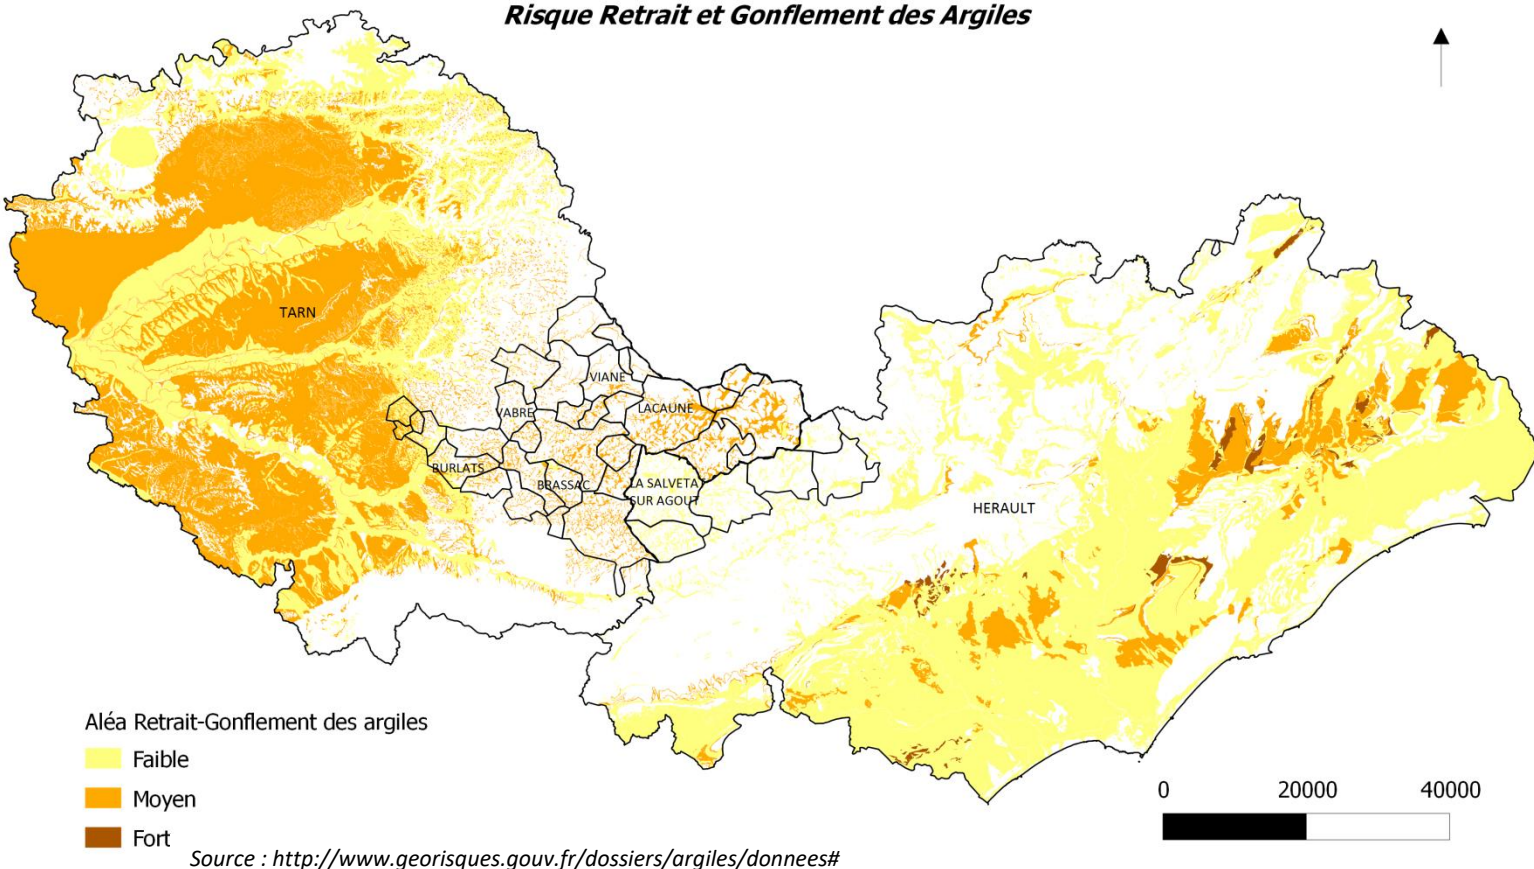 Risque Retrait et Gonflement des Argiles
TARN
VIANE
VABRE
LACAUNE
BURLATS
BRASSAC
LA SALVETAT
SUR AGOUT
HERAULT
Aléa Retrait-Gonflement des argiles
Faible
Moyen
Fort
0 20000 40000
Source : http://www.georisques.gouv.fr/dossiers/argiles/donnees#